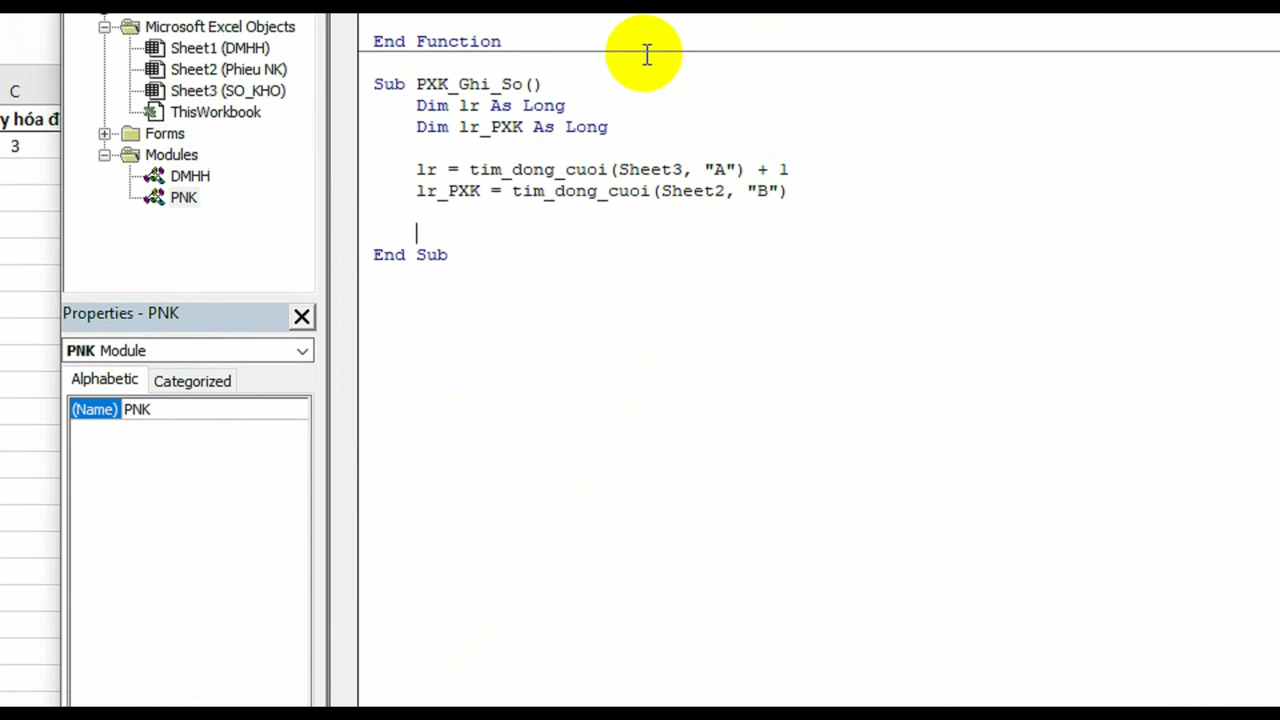 C
y hóa đ
3
Microsoft Excel Objects
Sheet1 (DMHH)
Sheet2 (Phieu NK)
Sheet3 (SO_KHO)
ThisWorkbook
Forms
Modules
DMHH
PNK
Properties - PNK
PNK Module
Alphabetic
Categorized
(Name) PNK
End Function
Sub PXK_Ghi_So()
Dim lr As Long
Dim lr_PXK As Long
lr = tim_dong_cuoi(Sheet3, "A") + 1
lr_PXK = tim_dong_cuoi(Sheet2, "B")
End Sub